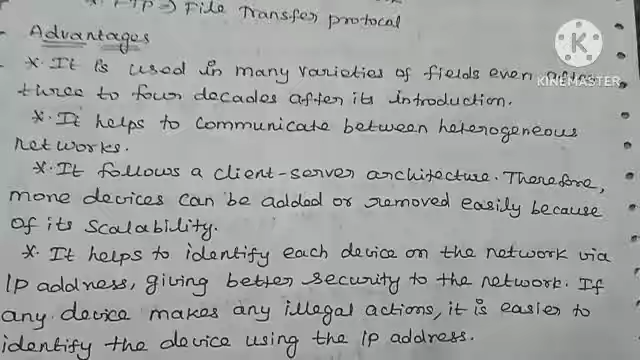 *. FTP => File Transfer protocal
- Advantages
- *. It is used in many varieties of fields even after
three to four decades after its introduction.
*. It helps to communicate between heterogeneous
networks.
*. It follows a client-server architecture. Therefore,
more devices can be added or removed easily because
of its scalability.
*. It helps to identify each device on the network via
IP address, giving better security to the network. If
any device makes any illegal actions, it is easier to
identify the device using the IP address.
K
KINEMASTER